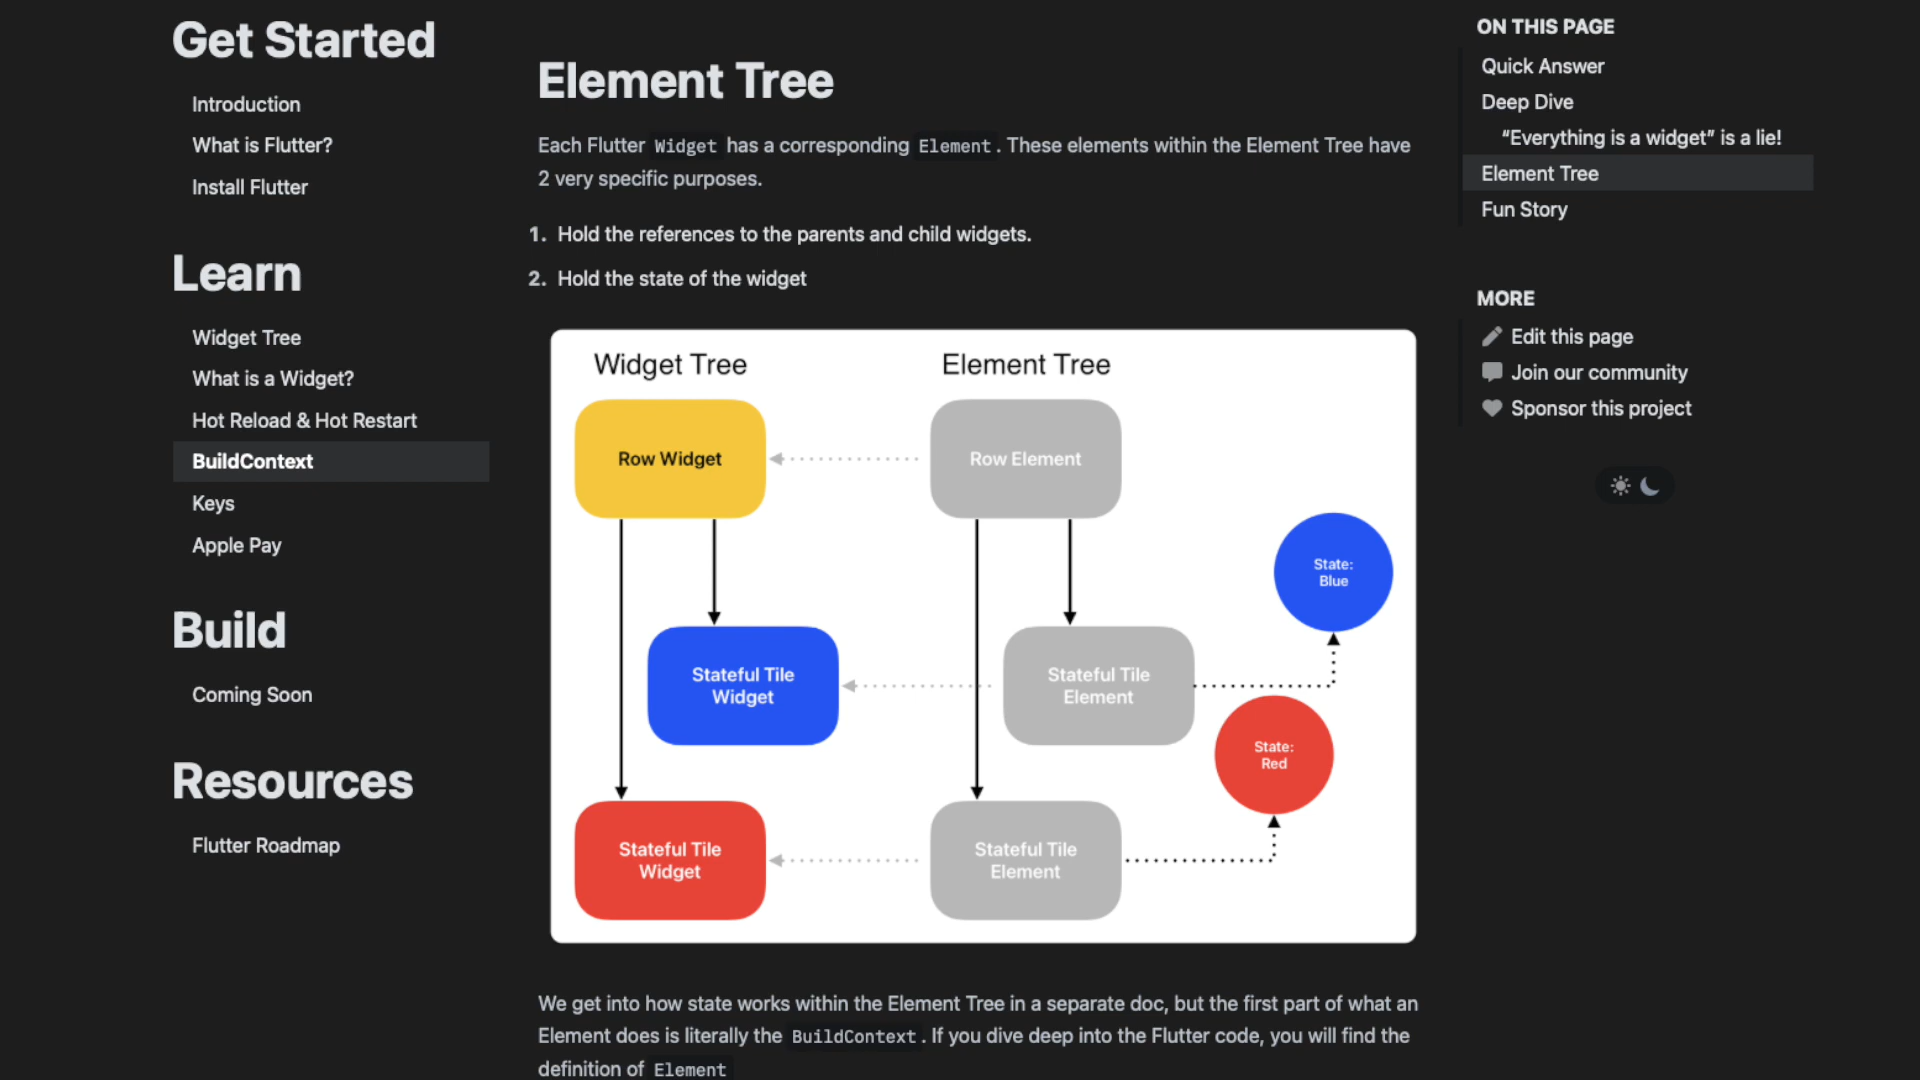 Get Started
Introduction
What is Flutter?
Install Flutter
Learn
Widget Tree
What is a Widget?
Hot Reload & Hot Restart
BuildContext
Keys
Apple Pay
Build
Coming Soon
Resources
Flutter Roadmap
Element Tree
Each Flutter Widget has a corresponding Element. These elements within the Element Tree have
2 very specific purposes.
1. Hold the references to the parents and child widgets.
2. Hold the state of the widget
Widget Tree
Element Tree
Row Widget
Row Element
State:
Blue
Stateful Tile
Widget
Stateful Tile
Element
State:
Red
Stateful Tile
Widget
Stateful Tile
Element
We get into how state works within the Element Tree in a separate doc, but the first part of what an
Element does is literally the BuildContext. If you dive deep into the Flutter code, you will find the
definition of Element
ON THIS PAGE
Quick Answer
Deep Dive
“Everything is a widget” is a lie!
Element Tree
Fun Story
MORE
Edit this page
Join our community
Sponsor this project